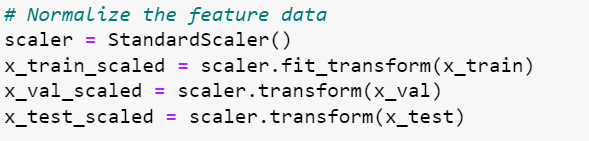 # Normalize the feature data
scaler = StandardScaler()
x_train_scaled = scaler.fit_transform(x_train)
x_val_scaled = scaler.transform(x_val)
x_test_scaled = scaler.transform(x_test)